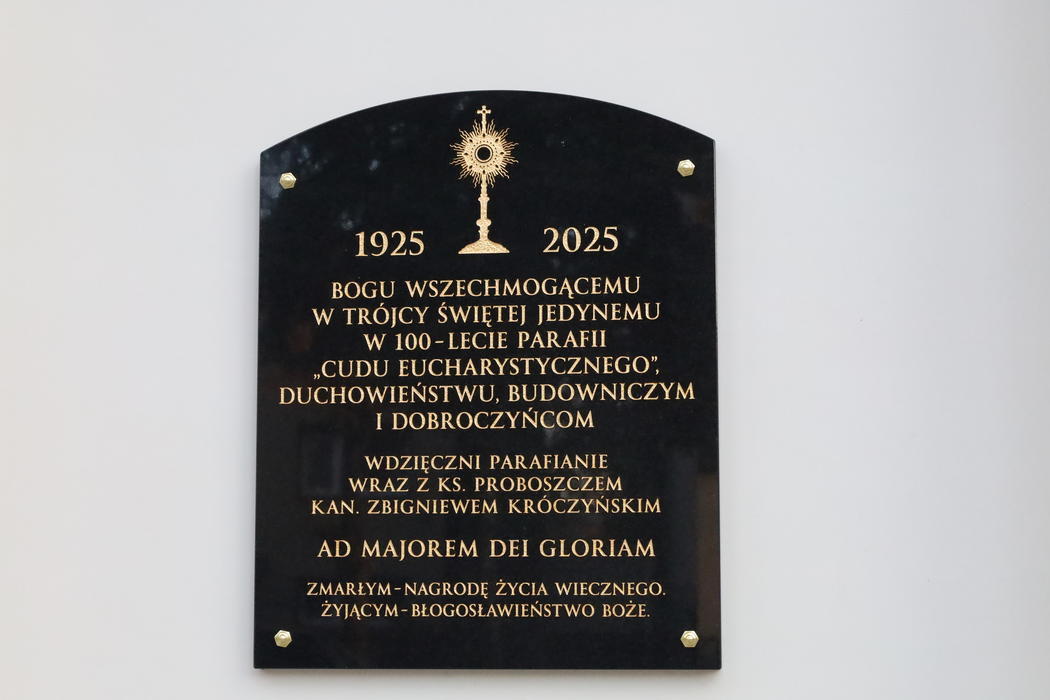 1925 2025
BOGU WSZECHMOGĄCEMU
W TRÓJCY ŚWIĘTEJ JEDYNEMU
W 100-LECIE PARAFII
„CUDU EUCHARYSTYCZNEGO”,
DUCHOWIEŃSTWU, BUDOWNICZYM
I DOBROCZYŃCOM
WDZIĘCZNI PARAFIANIE
WRAZ Z KS. PROBOSZCZEM
KAN. ZBIGNIEWEM KRÓCZYŃSKIM
AD MAJOREM DEI GLORIAM
ZMARŁYM-NAGRODĘ ŻYCIA WIECZNEGO.
ŻYJĄCYM-BŁOGOSŁAWIEŃSTWO BOŻE.